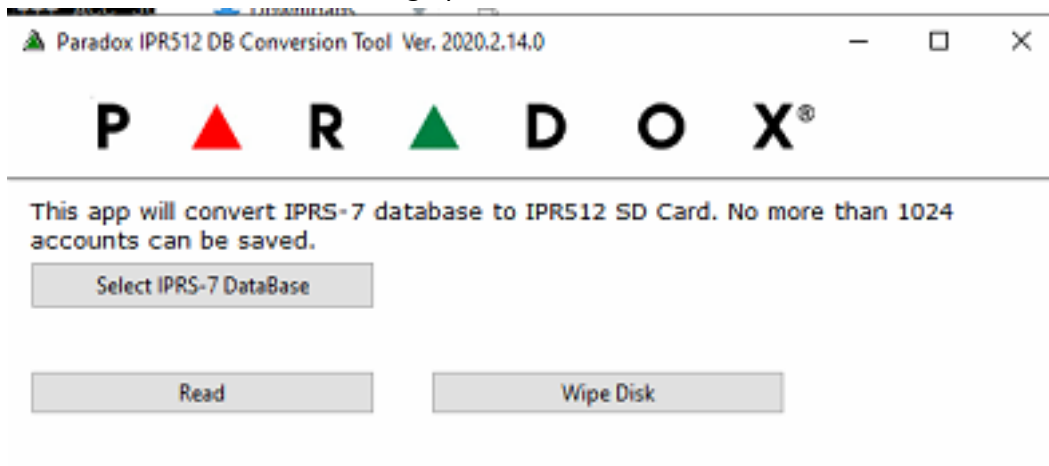 Downloads
Paradox IPR512 DB Conversion Tool Ver. 2020.2.14.0
P R D O X®
This app will convert IPRS-7 database to IPR512 SD Card. No more than 1024
accounts can be saved.
Select IPRS-7 DataBase
Read Wipe Disk